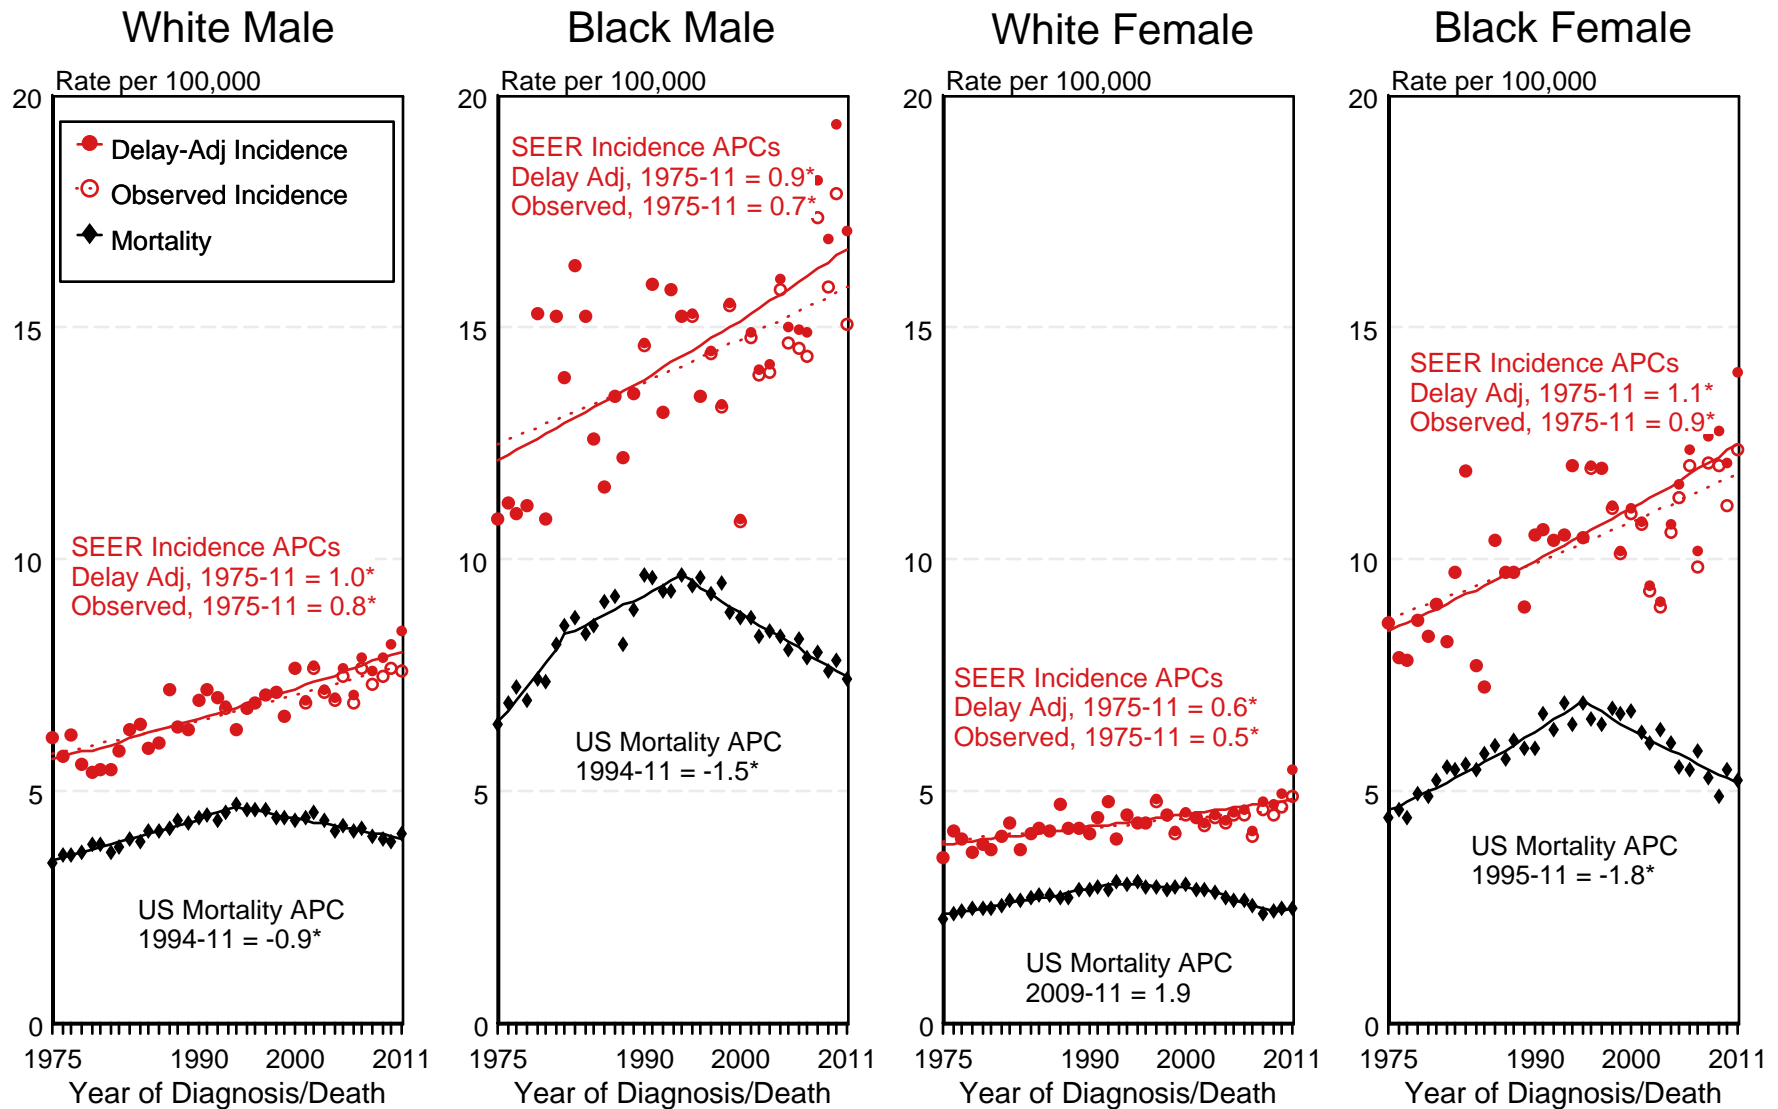 White Male
Rate per 100,000
20
15
10
5
0
Delay-Adj Incidence
Observed Incidence
Mortality
SEER Incidence APCs
Delay Adj, 1975-11 = 1.0*
Observed, 1975-11 = 0.8*
US Mortality APC
1994-11 = -0.9*
1975 1990 2000 2011
Year of Diagnosis/Death
Black Male
Rate per 100,000
20
15
10
5
0
SEER Incidence APCs
Delay Adj, 1975-11 = 0.9*
Observed, 1975-11 = 0.7*
US Mortality APC
1994-11 = -1.5*
1975 1990 2000 2011
Year of Diagnosis/Death
White Female
Rate per 100,000
20
15
10
5
0
SEER Incidence APCs
Delay Adj, 1975-11 = 0.6*
Observed, 1975-11 = 0.5*
US Mortality APC
2009-11 = 1.9
1975 1990 2000 2011
Year of Diagnosis/Death
Black Female
Rate per 100,000
20
15
10
5
0
SEER Incidence APCs
Delay Adj, 1975-11 = 1.1*
Observed, 1975-11 = 0.9*
US Mortality APC
1995-11 = -1.8*
1975 1990 2000 2011
Year of Diagnosis/Death